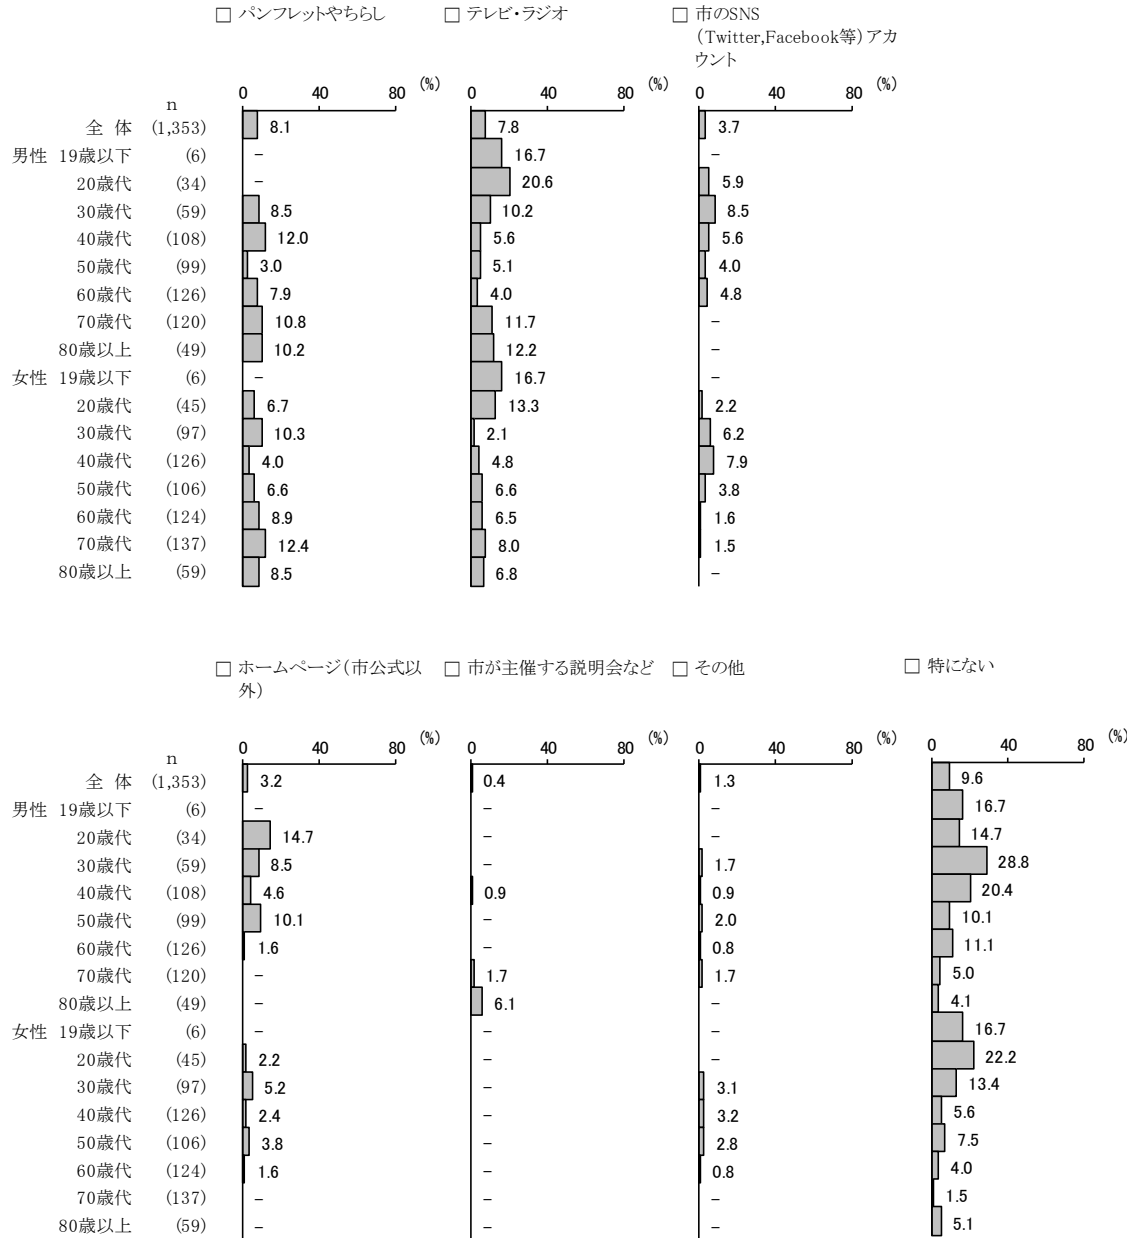 □ パンフレットやちらし □ テレビ・ラジオ □ 市のSNS
（Twitter,Facebook等）アカ
ウント
0 40 80 (%) 0 40 80 (%) 0 40 80 (%)
n
全 体 (1,353) 8.1 7.8 3.7
男性 19歳以下 (6) − 16.7 −
20歳代 (34) − 20.6 5.9
30歳代 (59) 8.5 10.2 8.5
40歳代 (108) 12.0 5.6 5.6
50歳代 (99) 3.0 5.1 4.0
60歳代 (126) 7.9 4.0 4.8
70歳代 (120) 10.8 11.7 −
80歳以上 (49) 10.2 12.2 −
女性 19歳以下 (6) − 16.7 −
20歳代 (45) 6.7 13.3 2.2
30歳代 (97) 10.3 2.1 6.2
40歳代 (126) 4.0 4.8 7.9
50歳代 (106) 6.6 6.6 3.8
60歳代 (124) 8.9 6.5 1.6
70歳代 (137) 12.4 8.0 1.5
80歳以上 (59) 8.5 6.8 −
□ ホームページ（市公式以 □ 市が主催する説明会など □ その他 □ 特にない
外）
0 40 80 (%) 0 40 80 (%) 0 40 80 (%) 0 40 80 (%)
n
全 体 (1,353) 3.2 0.4 1.3 9.6
男性 19歳以下 (6) − − − 16.7
20歳代 (34) 14.7 − − 14.7
30歳代 (59) 8.5 − 1.7 28.8
40歳代 (108) 4.6 0.9 0.9 20.4
50歳代 (99) 10.1 − 2.0 10.1
60歳代 (126) 1.6 − 0.8 11.1
70歳代 (120) − 1.7 1.7 5.0
80歳以上 (49) − 6.1 − 4.1
女性 19歳以下 (6) − − − 16.7
20歳代 (45) 2.2 − − 22.2
30歳代 (97) 5.2 − 3.1 13.4
40歳代 (126) 2.4 − 3.2 5.6
50歳代 (106) 3.8 − 2.8 7.5
60歳代 (124) 1.6 − 0.8 4.0
70歳代 (137) − − − 1.5
80歳以上 (59) − − − 5.1